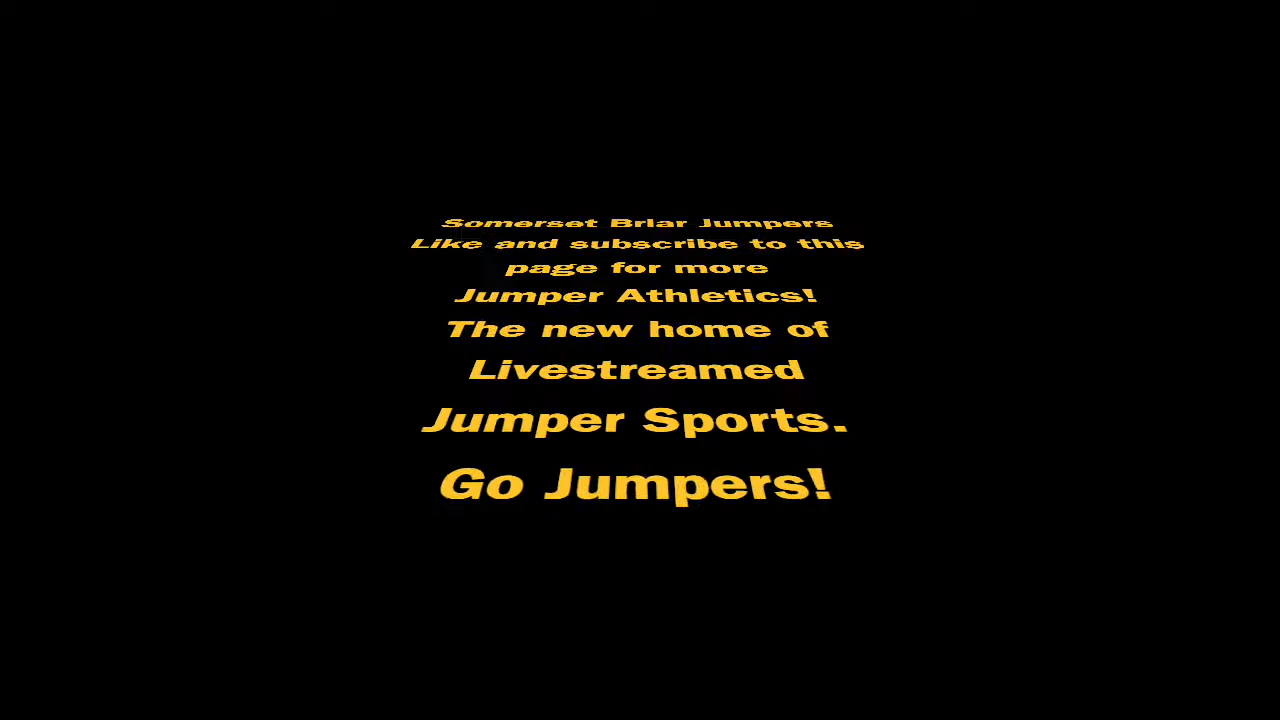 Somerset Briar Jumpers
Like and subscribe to this
page for more
Jumper Athletics!
The new home of
Livestreamed
Jumper Sports.
Go Jumpers!